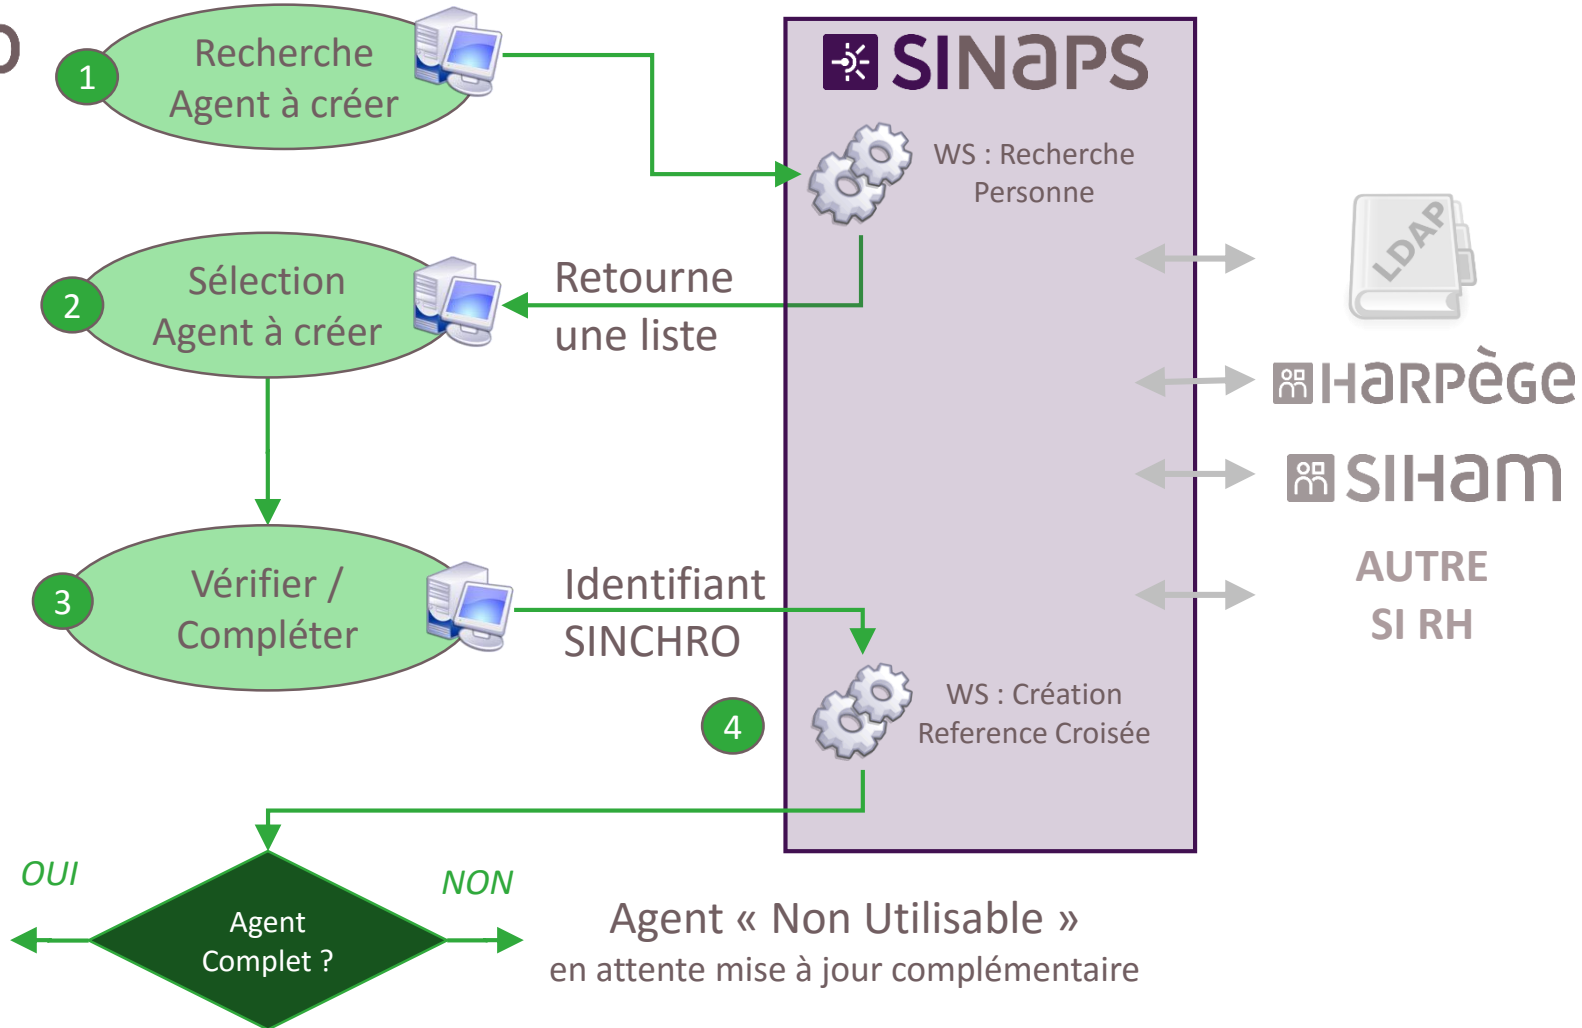 1
Recherche
Agent à créer
SINAPS
WS : Recherche
Personne
LDAP
2
Sélection
Agent à créer
Retourne
une liste
HARPÈGE
SIHAM
3
Vérifier /
Compléter
Identifiant
SINCHRO
AUTRE
SI RH
4
WS : Création
Reference Croisée
OUI
NON
Agent
Complet ?
Agent « Non Utilisable »
en attente mise à jour complémentaire